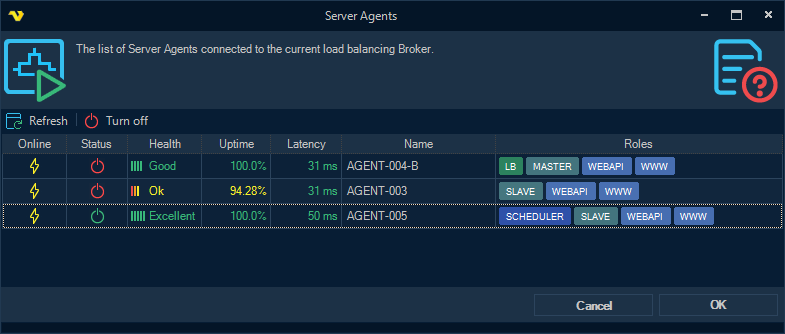 Server Agents
The list of Server Agents connected to the current load balancing Broker.
Refresh Turn off
Online Status Health Uptime Latency Name Roles
Good 100.0% 31 ms AGENT-004-B LB MASTER WEBAPI WWW
Ok 94.28% 31 ms AGENT-003 SLAVE WEBAPI WWW
Excellent 100.0% 50 ms AGENT-005 SCHEDULER SLAVE WEBAPI WWW
Cancel OK